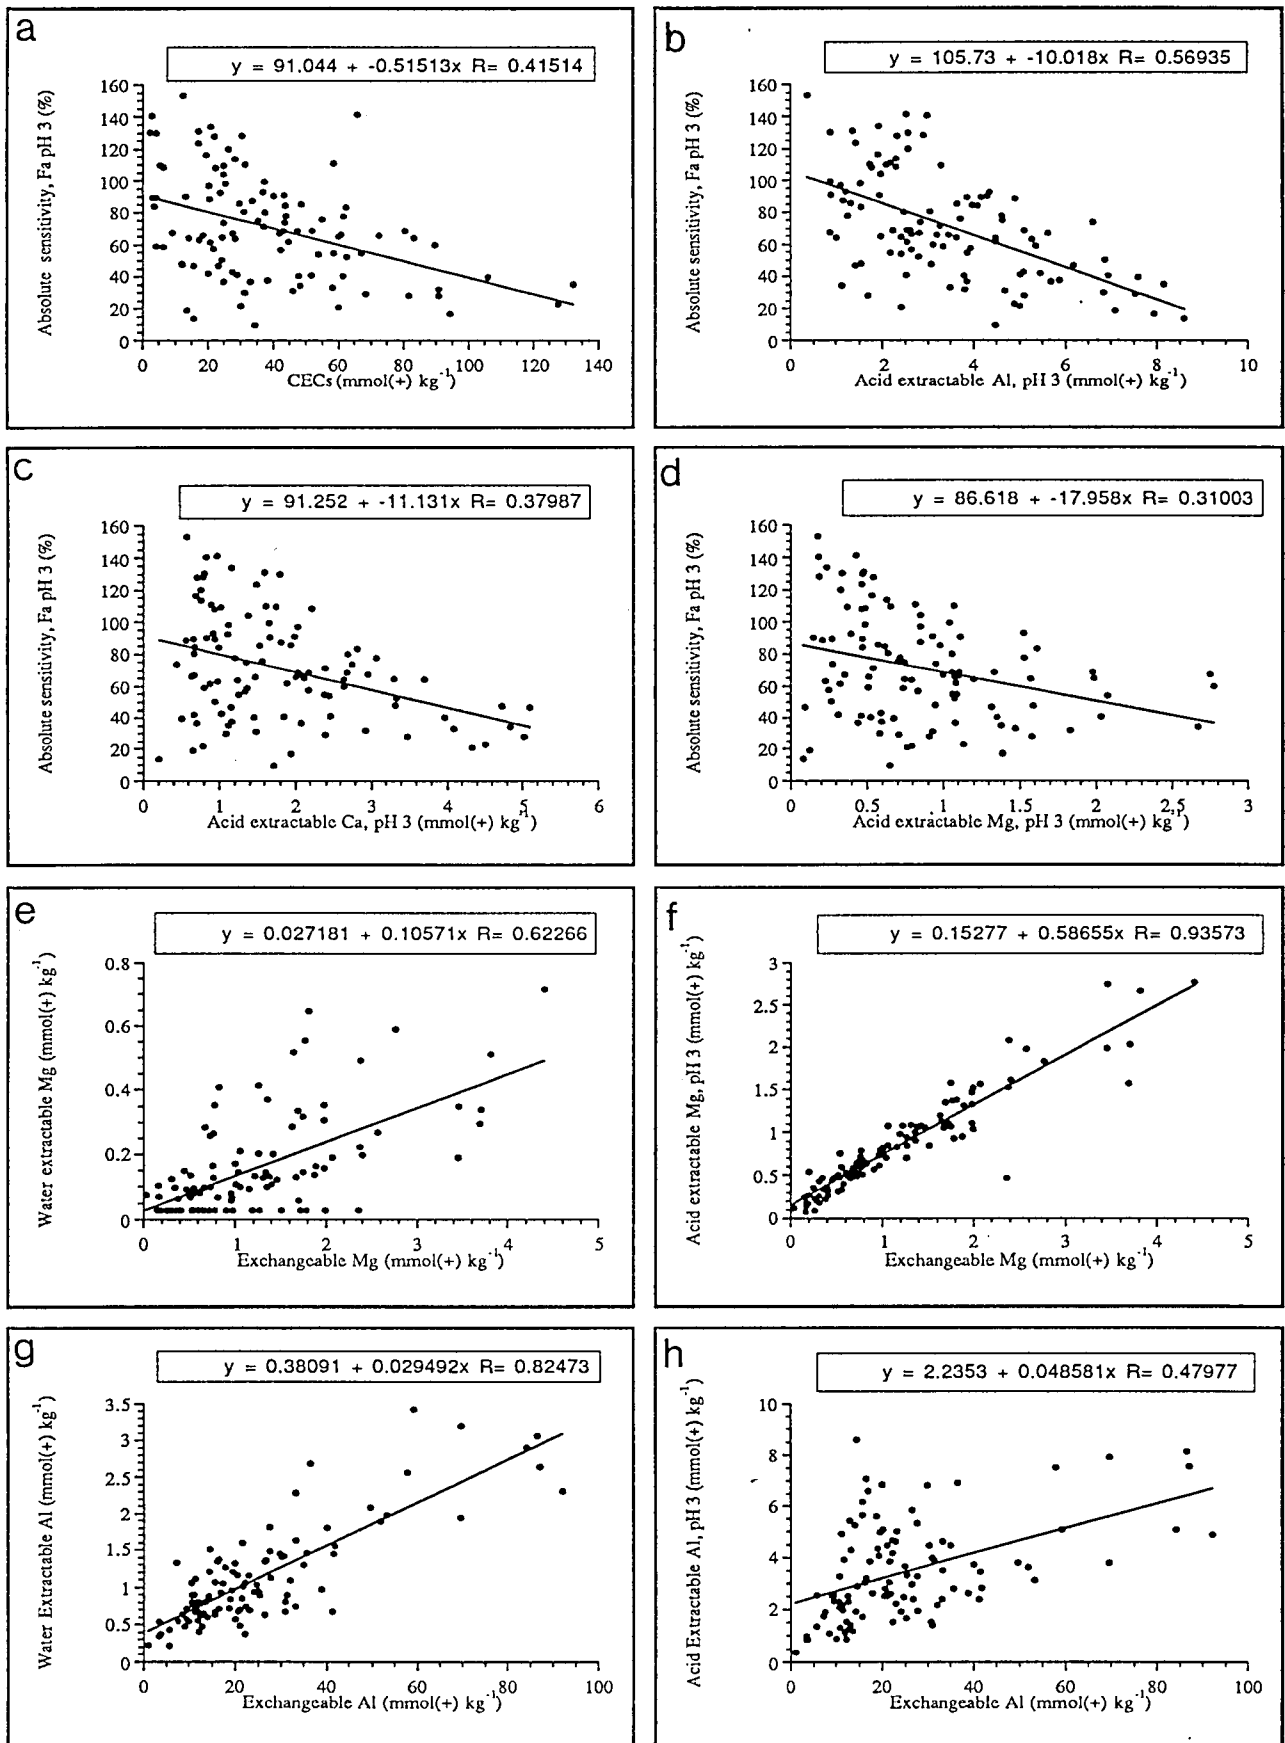 a
y = 91.044 + -0.51513x R= 0.41514
Absolute sensitivity, Fa pH 3 (%)
160
140
120
100
80
60
40
20
0
0 20 40 60 80 100 120 140
CECs (mmol(+) kg⁻¹)
b
y = 105.73 + -10.018x R= 0.56935
Absolute sensitivity, Fa pH 3 (%)
160
140
120
100
80
60
40
20
0
0 2 4 6 8 10
Acid extractable Al, pH 3 (mmol(+) kg⁻¹)
c
y = 91.252 + -11.131x R= 0.37987
Absolute sensitivity, Fa pH 3 (%)
160
140
120
100
80
60
40
20
0
0 1 2 3 4 5 6
Acid extractable Ca, pH 3 (mmol(+) kg⁻¹)
d
y = 86.618 + -17.958x R= 0.31003
Absolute sensitivity, Fa pH 3 (%)
160
140
120
100
80
60
40
20
0
0 0.5 1 1.5 2 2.5 3
Acid extractable Mg, pH 3 (mmol(+) kg⁻¹)
e
y = 0.027181 + 0.10571x R= 0.62266
Water extractable Mg (mmol(+) kg⁻¹)
0.8
0.6
0.4
0.2
0
0 1 2 3 4 5
Exchangeable Mg (mmol(+) kg⁻¹)
f
y = 0.15277 + 0.58655x R= 0.93573
Acid extractable Mg, pH 3 (mmol(+) kg⁻¹)
3
2.5
2
1.5
1
0.5
0
0 1 2 3 4 5
Exchangeable Mg (mmol(+) kg⁻¹)
g
y = 0.38091 + 0.029492x R= 0.82473
Water Extractable Al (mmol(+) kg⁻¹)
3.5
3
2.5
2
1.5
1
0.5
0
0 20 40 60 80 100
Exchangeable Al (mmol(+) kg⁻¹)
h
y = 2.2353 + 0.048581x R= 0.47977
Acid Extractable Al, pH 3 (mmol(+) kg⁻¹)
10
8
6
4
2
0
0 20 40 60 80 100
Exchangeable Al (mmol(+) kg⁻¹)